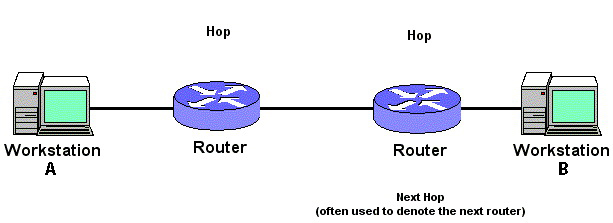 Hop
Hop
Workstation
A
Router
Router
Workstation
B
Next Hop
(often used to denote the next router)